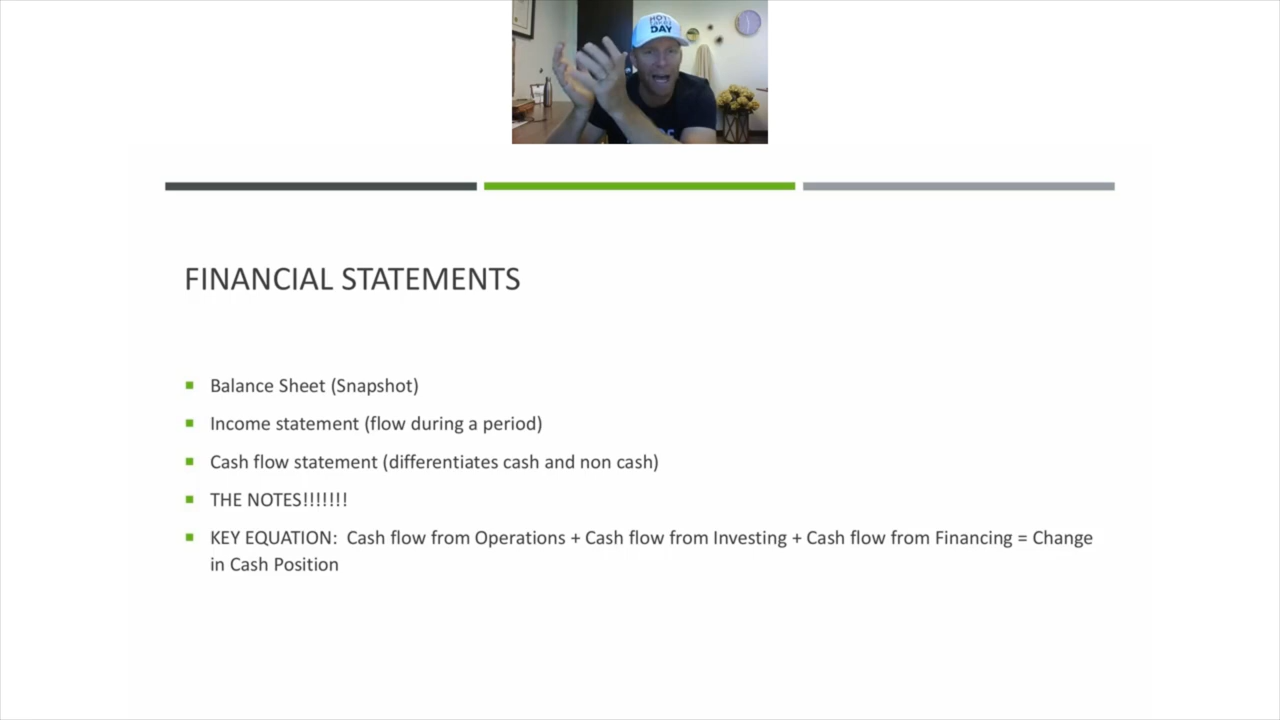 HOT
DAY
FINANCIAL STATEMENTS
Balance Sheet (Snapshot)
Income statement (flow during a period)
Cash flow statement (differentiates cash and non cash)
THE NOTES!!!!!!!
KEY EQUATION:  Cash flow from Operations + Cash flow from Investing + Cash flow from Financing = Change
in Cash Position